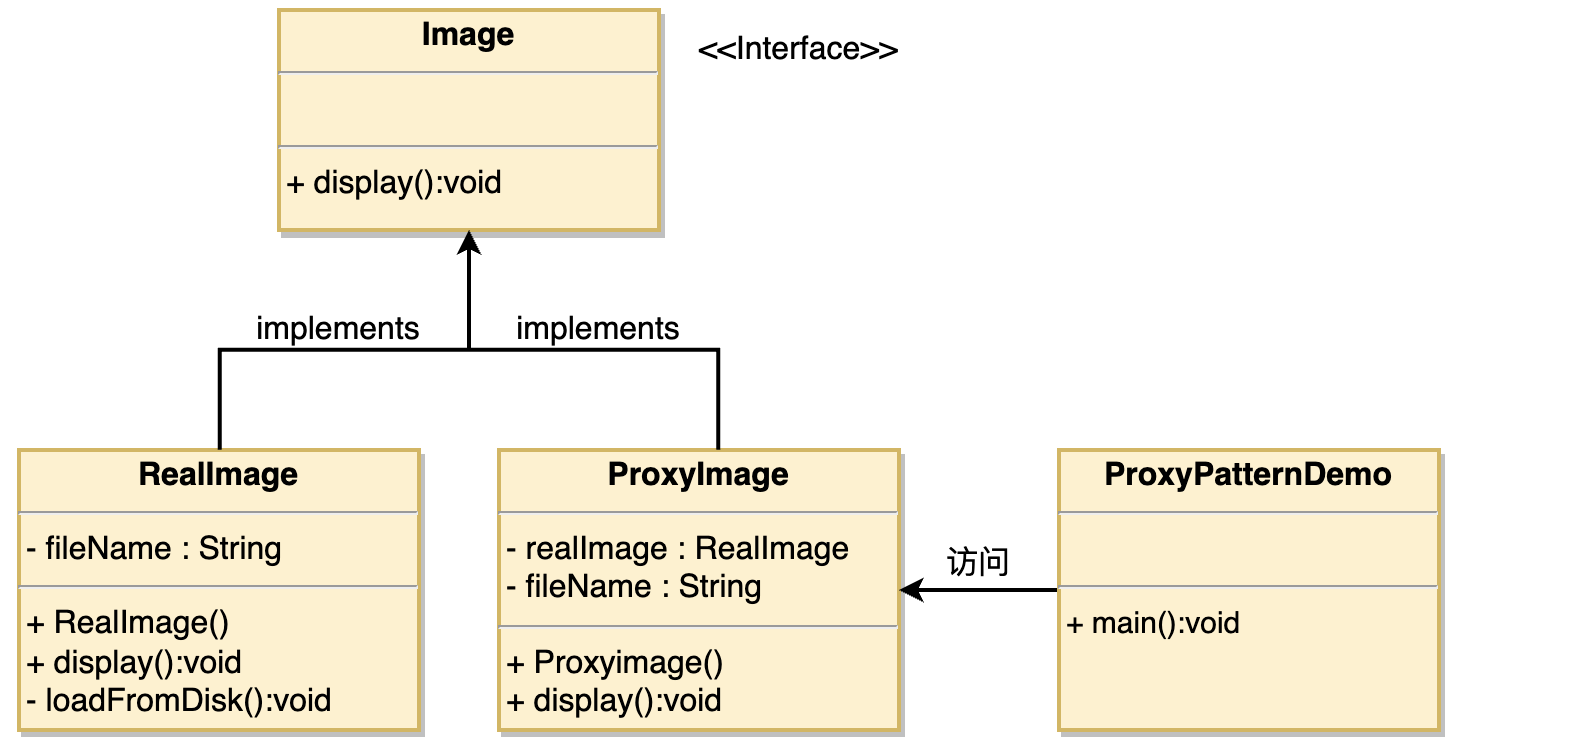 Image
<<Interface>>
+ display():void
implements
implements
RealImage
- fileName : String
+ RealImage()
+ display():void
- loadFromDisk():void
ProxyImage
- realImage : RealImage
- fileName : String
+ Proxyimage()
+ display():void
访问
ProxyPatternDemo
+ main():void